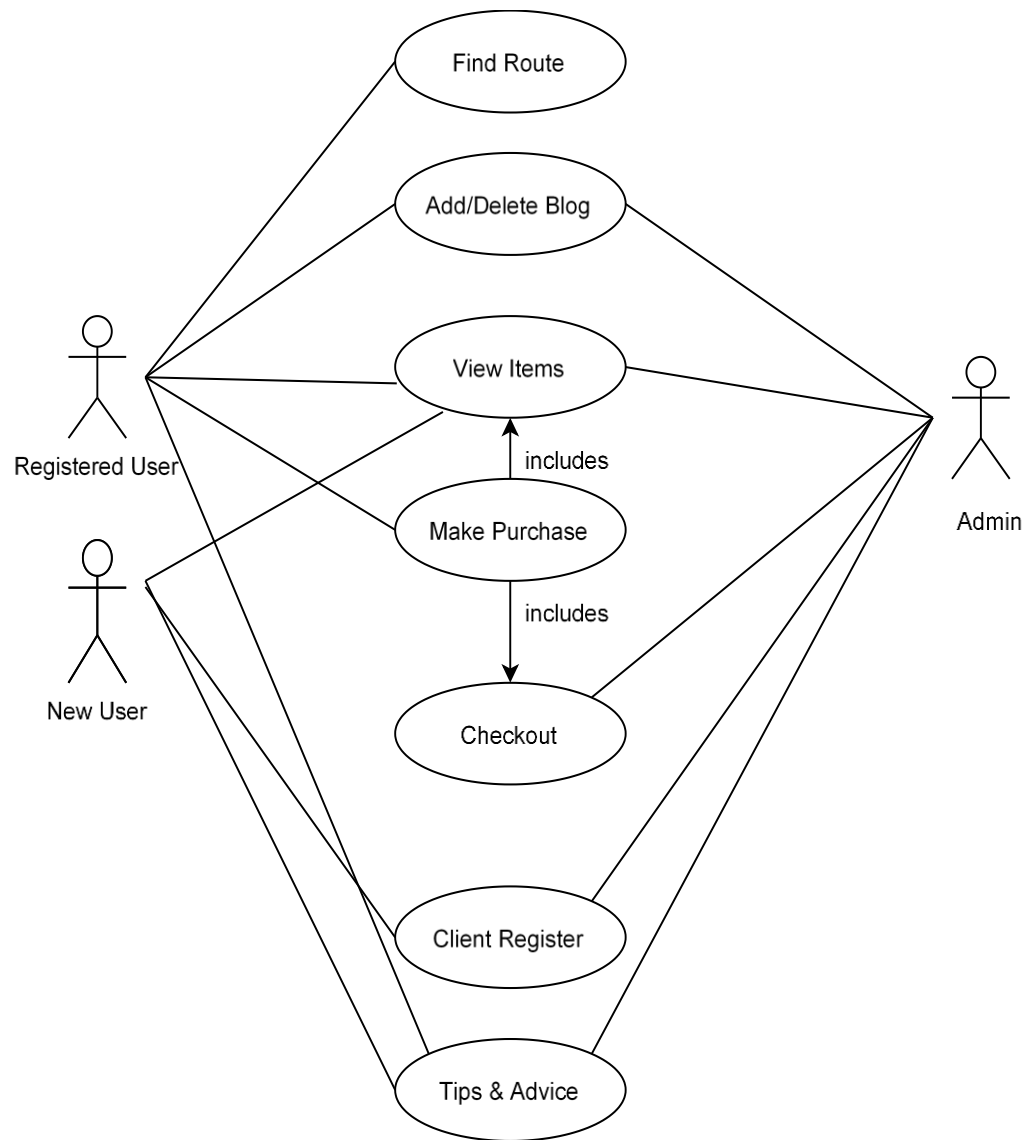 Find Route
Add/Delete Blog
View Items
Registered User
includes
Make Purchase
Admin
includes
New User
Checkout
Client Register
Tips & Advice